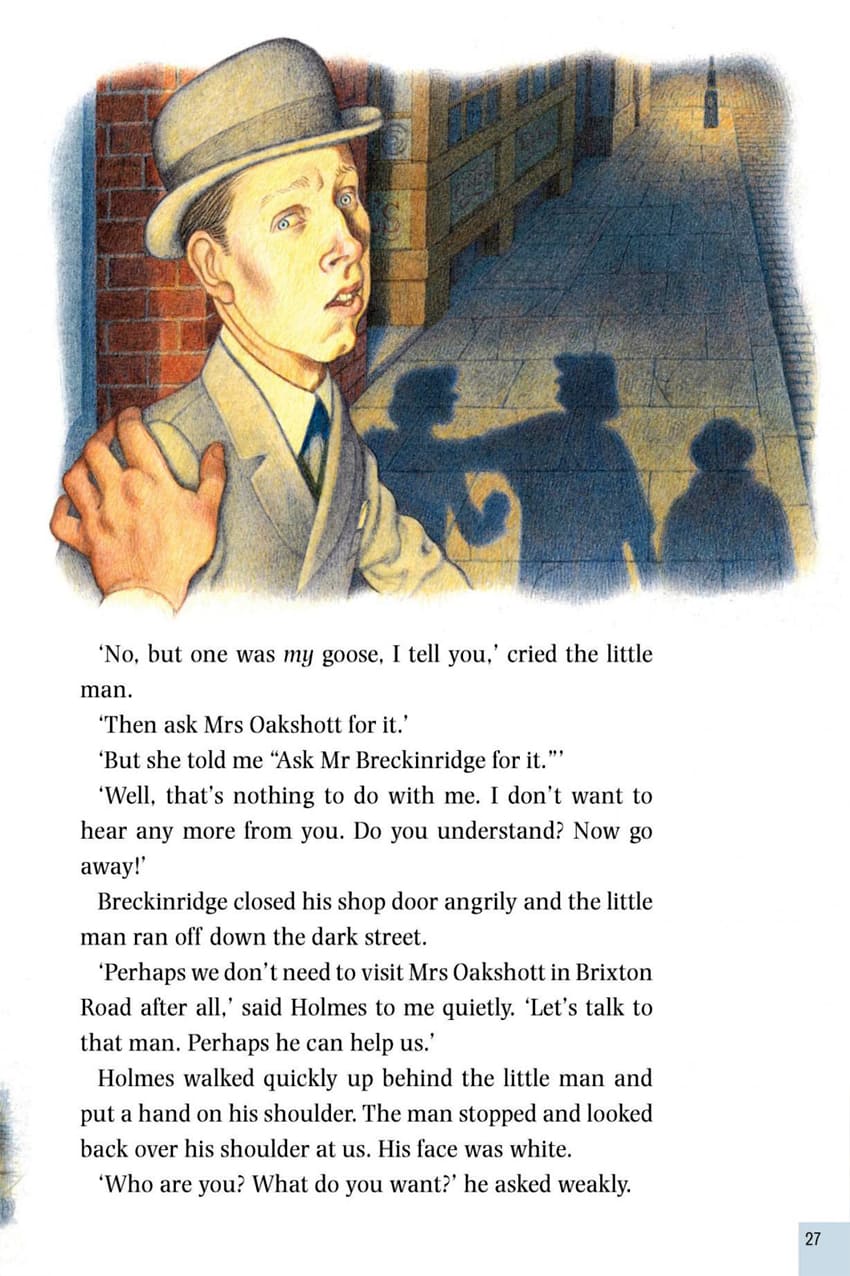 ‘No, but one was my goose, I tell you,’ cried the little
man.
‘Then ask Mrs Oakshott for it.’
‘But she told me “Ask Mr Breckinridge for it.”’
‘Well, that’s nothing to do with me. I don’t want to
hear any more from you. Do you understand? Now go
away!’
Breckinridge closed his shop door angrily and the little
man ran off down the dark street.
‘Perhaps we don’t need to visit Mrs Oakshott in Brixton
Road after all,’ said Holmes to me quietly. ‘Let’s talk to
that man. Perhaps he can help us.’
Holmes walked quickly up behind the little man and
put a hand on his shoulder. The man stopped and looked
back over his shoulder at us. His face was white.
‘Who are you? What do you want?’ he asked weakly.
27